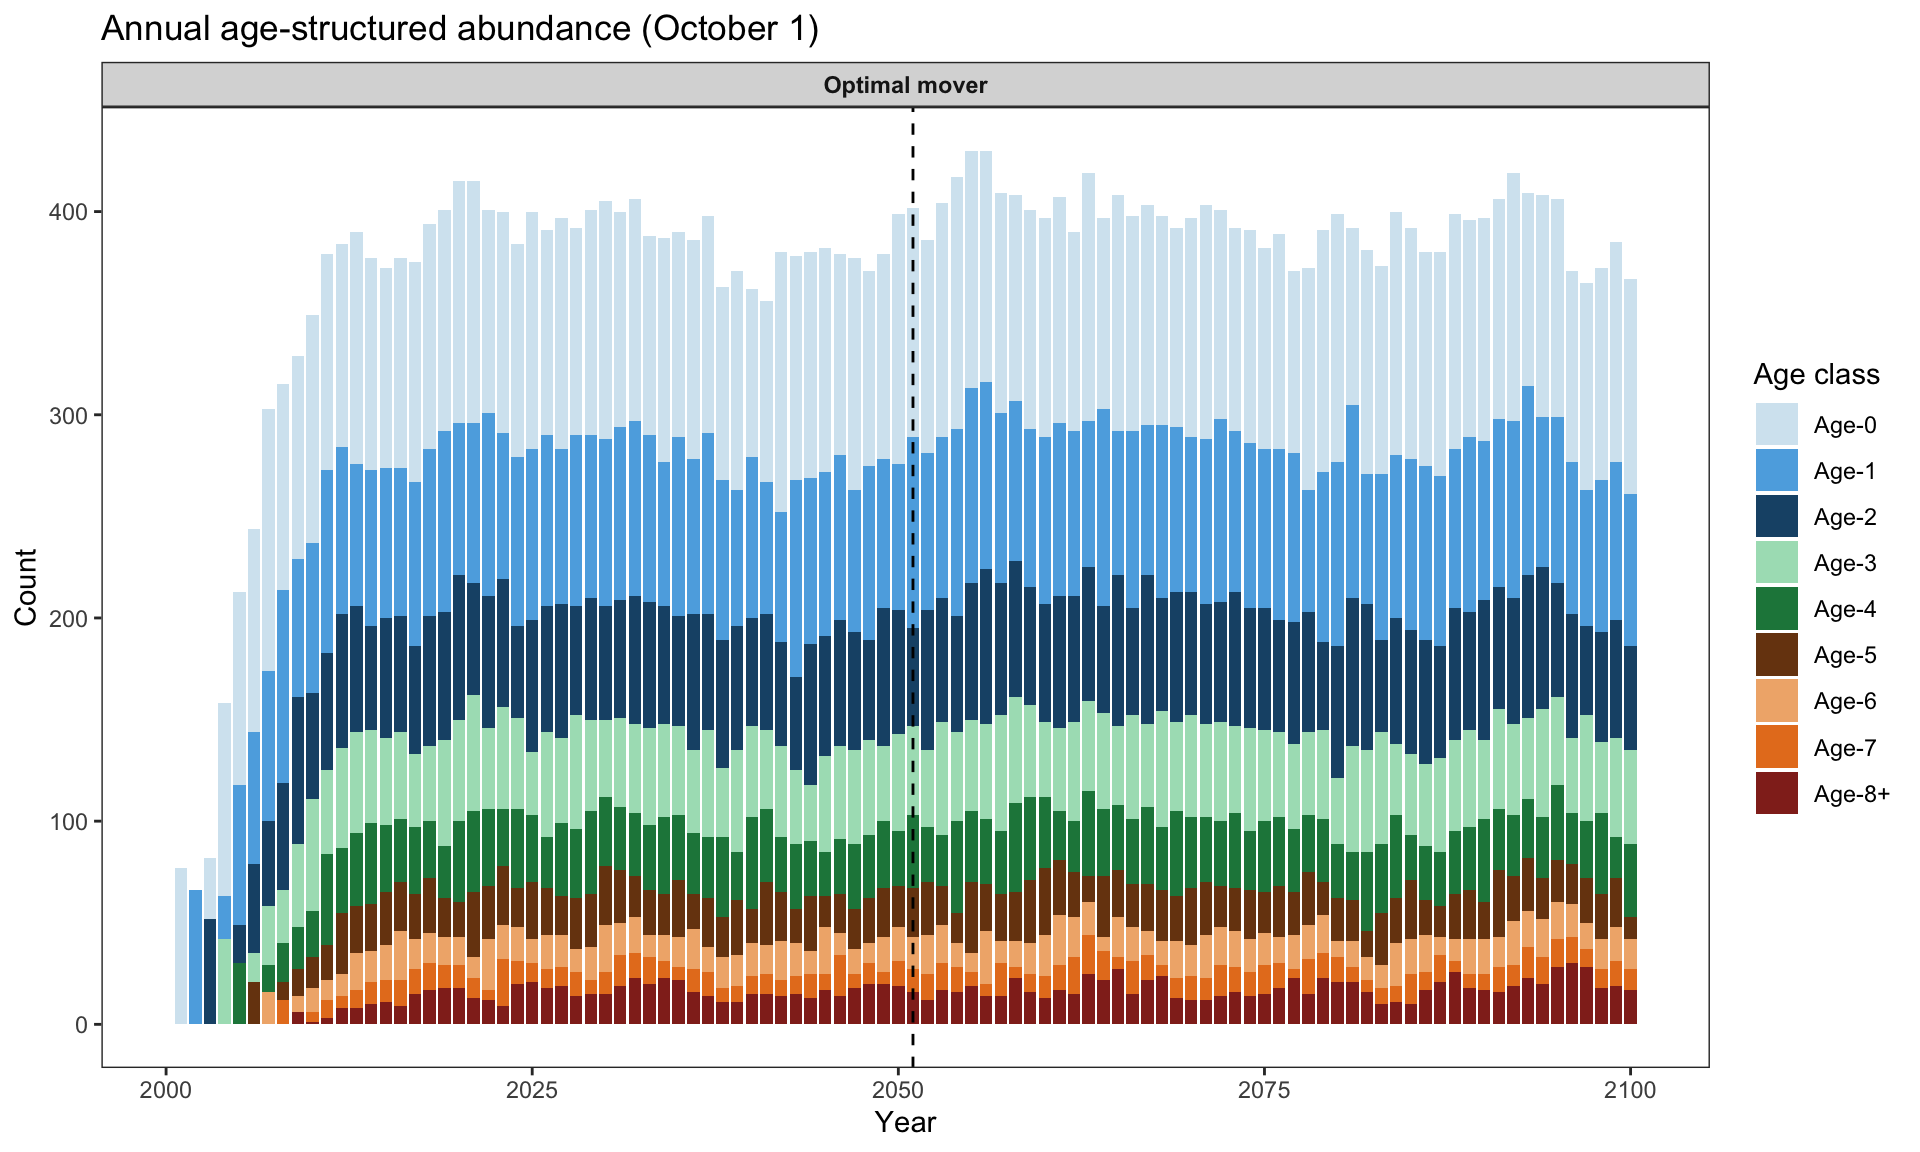 Annual age-structured abundance (October 1)
Optimal mover
Count
400
300
200
100
0
2000 2025 2050 2075 2100
Year
Age class
Age-0
Age-1
Age-2
Age-3
Age-4
Age-5
Age-6
Age-7
Age-8+